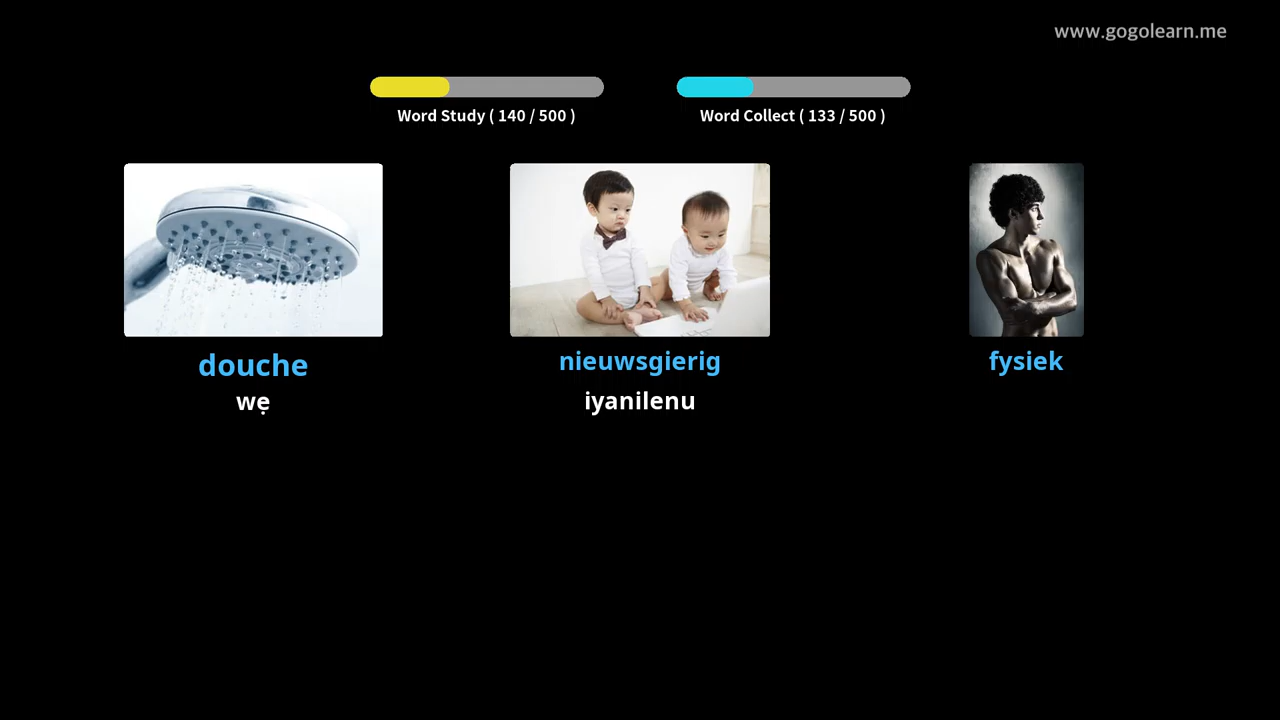 www.gogolearn.me
Word Study ( 140 / 500 )
Word Collect ( 133 / 500 )
douche
wẹ
nieuwsgierig
iyanilenu
fysiek